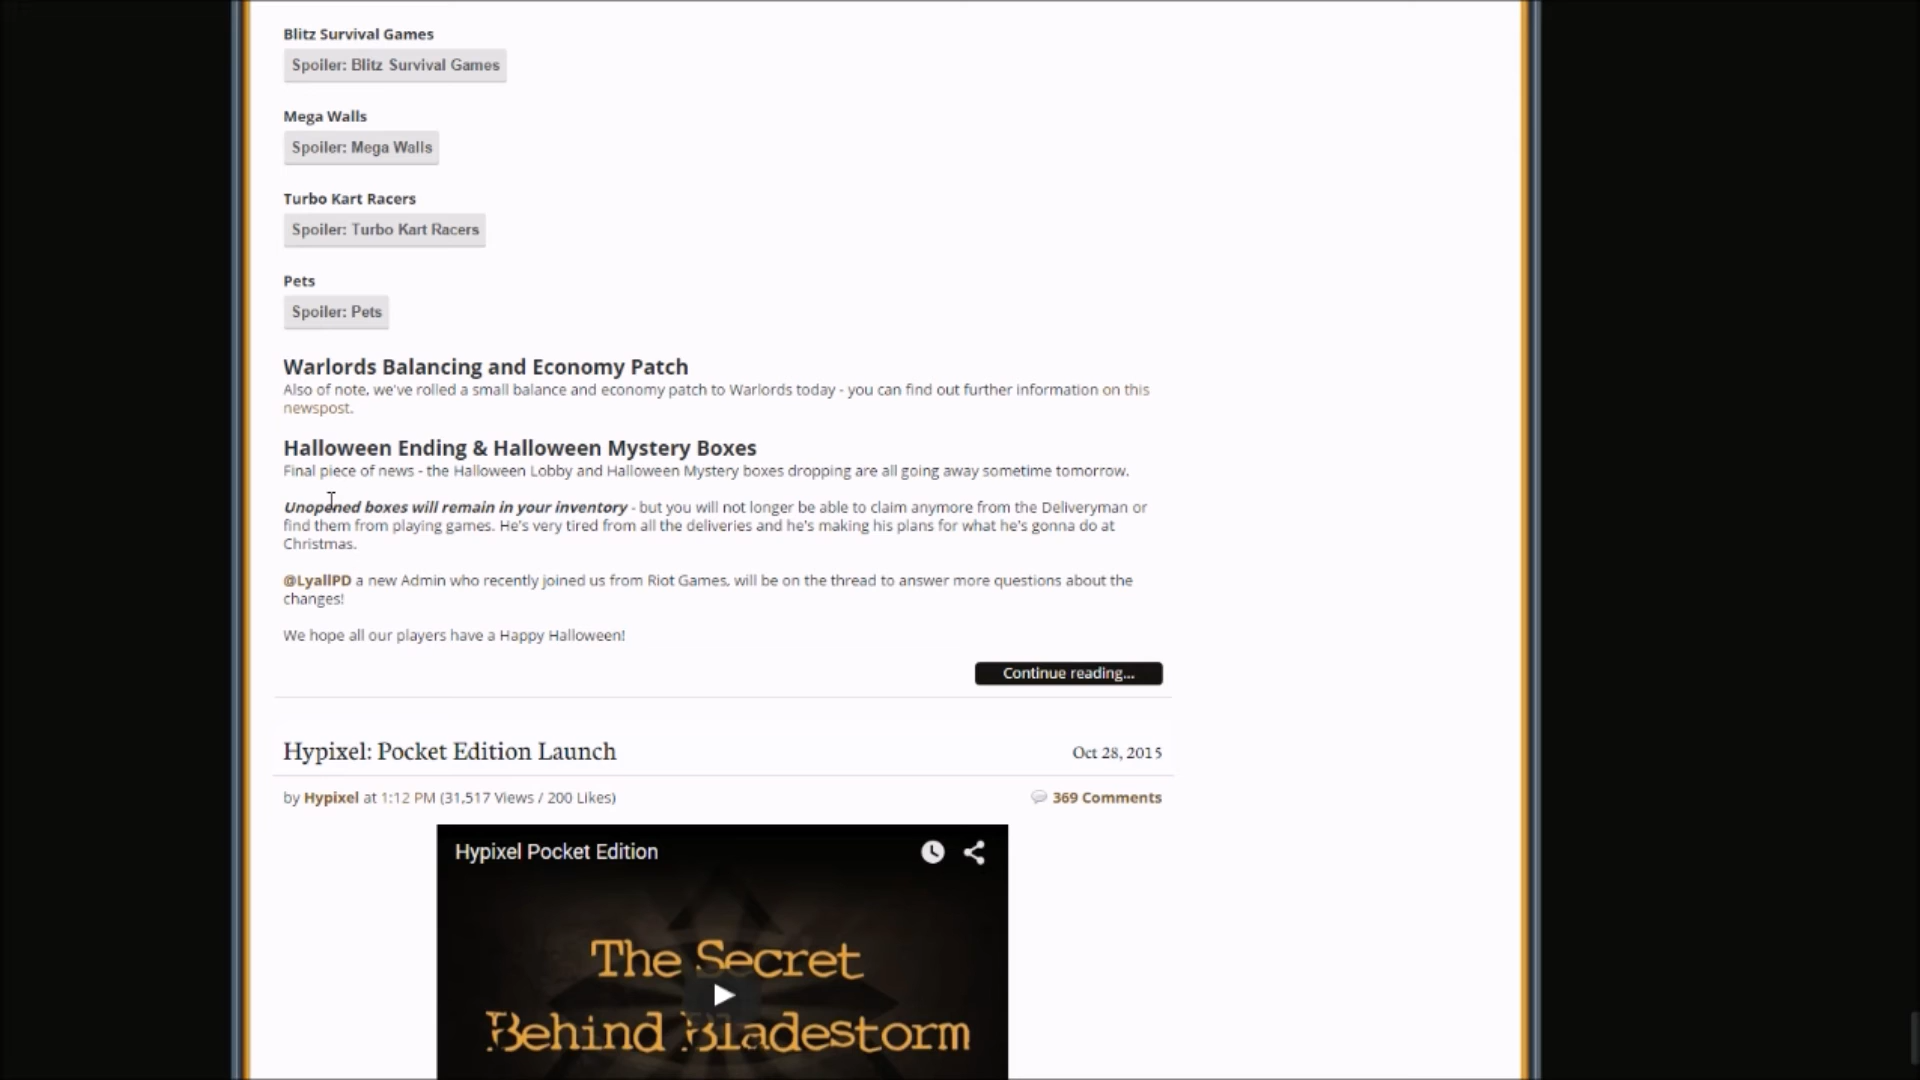 Blitz Survival Games
Spoiler: Blitz Survival Games
Mega Walls
Spoiler: Mega Walls
Turbo Kart Racers
Spoiler: Turbo Kart Racers
Pets
Spoiler: Pets
Warlords Balancing and Economy Patch
Also of note, we've rolled a small balance and economy patch to Warlords today - you can find out further information on this
newspost.
Halloween Ending & Halloween Mystery Boxes
Final piece of news - the Halloween Lobby and Halloween Mystery boxes dropping are all going away sometime tomorrow.
Unopened boxes will remain in your inventory - but you will not longer be able to claim anymore from the Deliveryman or
find them from playing games. He's very tired from all the deliveries and he's making his plans for what he's gonna do at
Christmas.
@LyallPD a new Admin who recently joined us from Riot Games, will be on the thread to answer more questions about the
changes!
We hope all our players have a Happy Halloween!
Continue reading...
Hypixel: Pocket Edition Launch Oct 28, 2015
by Hypixel at 1:12 PM (31,517 Views / 200 Likes) 369 Comments
Hypixel Pocket Edition
The Secret
Behind Bladestorm